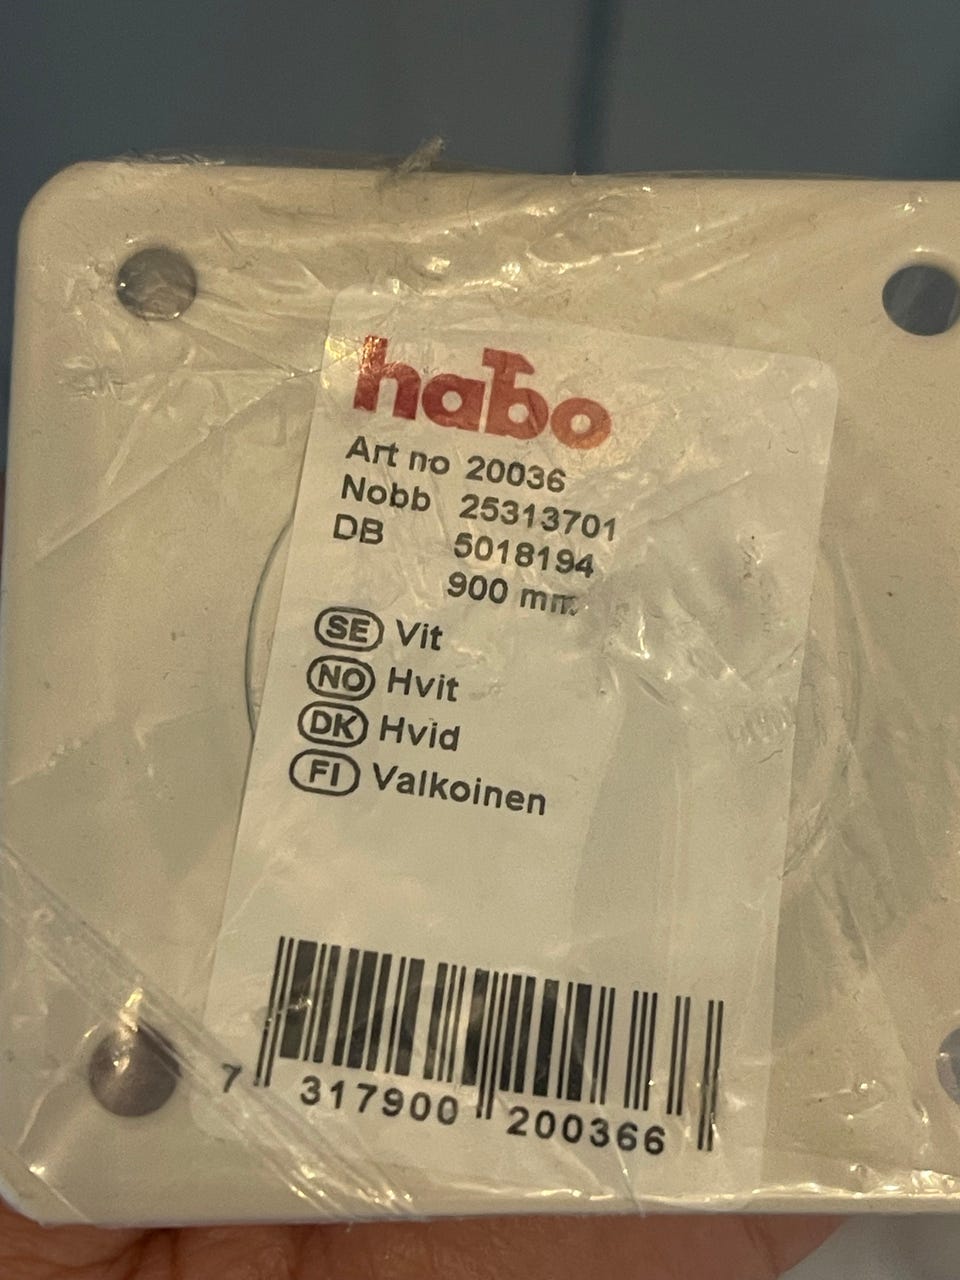 habo
Art no 20036
Nobb 25313701
DB 5018194
900 mm
SE Vit
NO Hvit
DK Hvid
FI Valkoinen
7 317900 200366